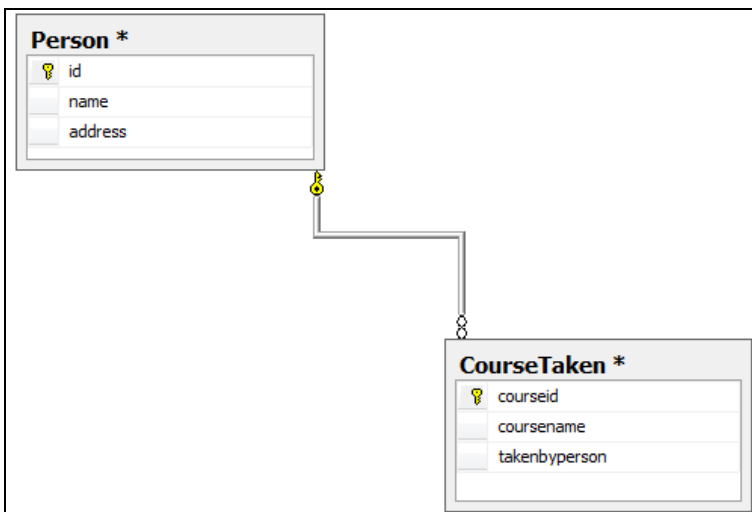 Person *
id
name
address
CourseTaken *
courseid
coursename
takenbyperson